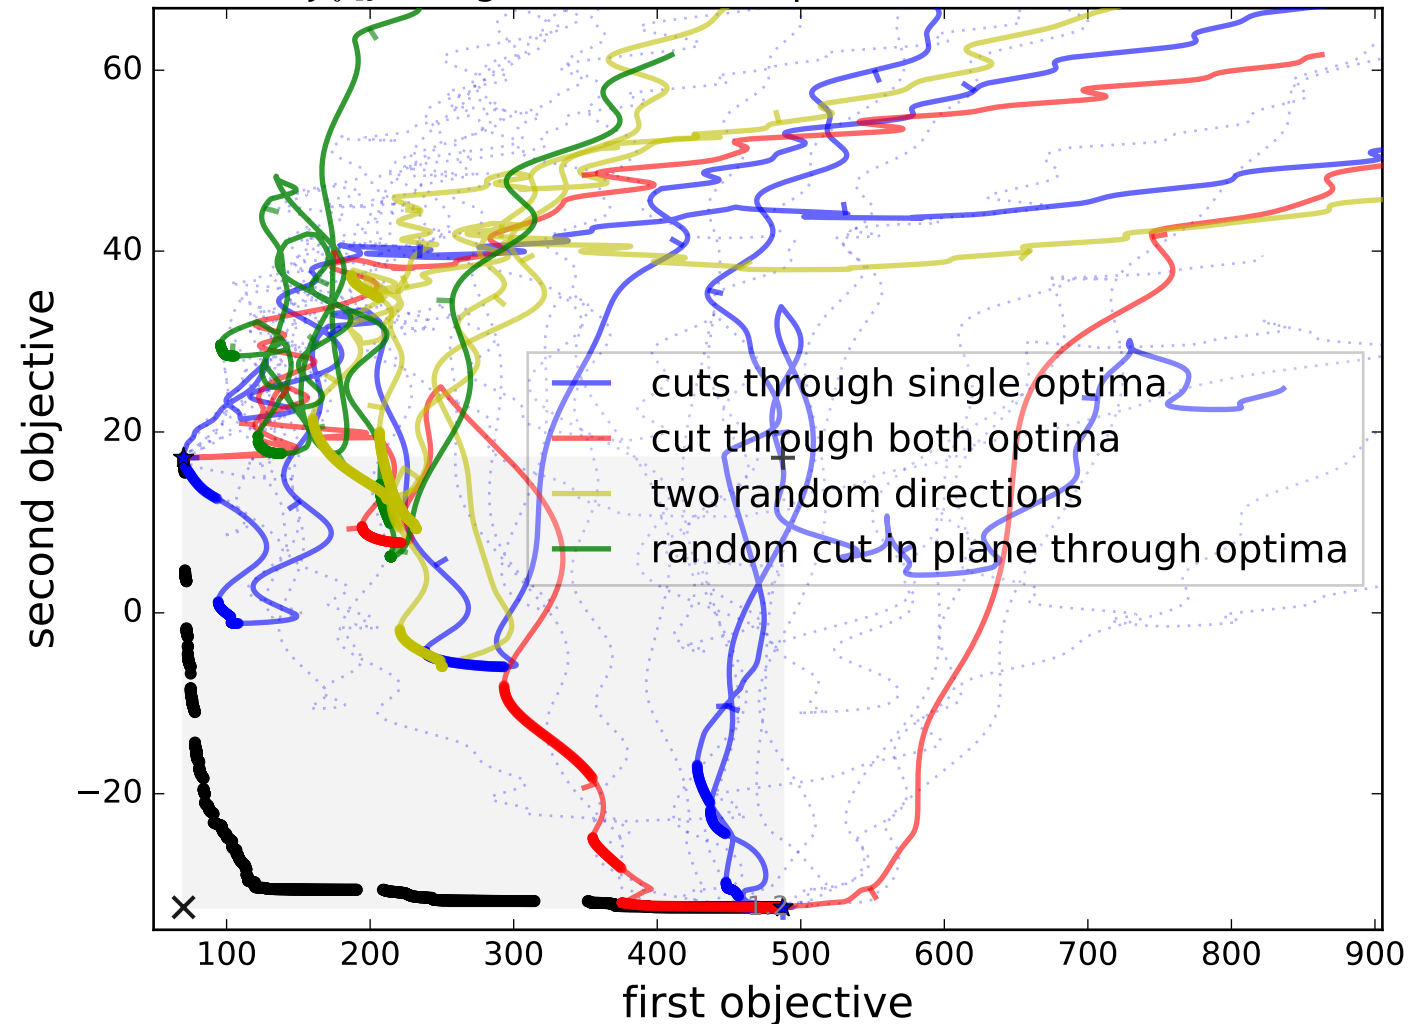 60
40
20
0
−20
100
200
300
400
500
600
700
800
900
first objective
second objective
cuts through single optima
cut through both optima
two random directions
random cut in plane through optima